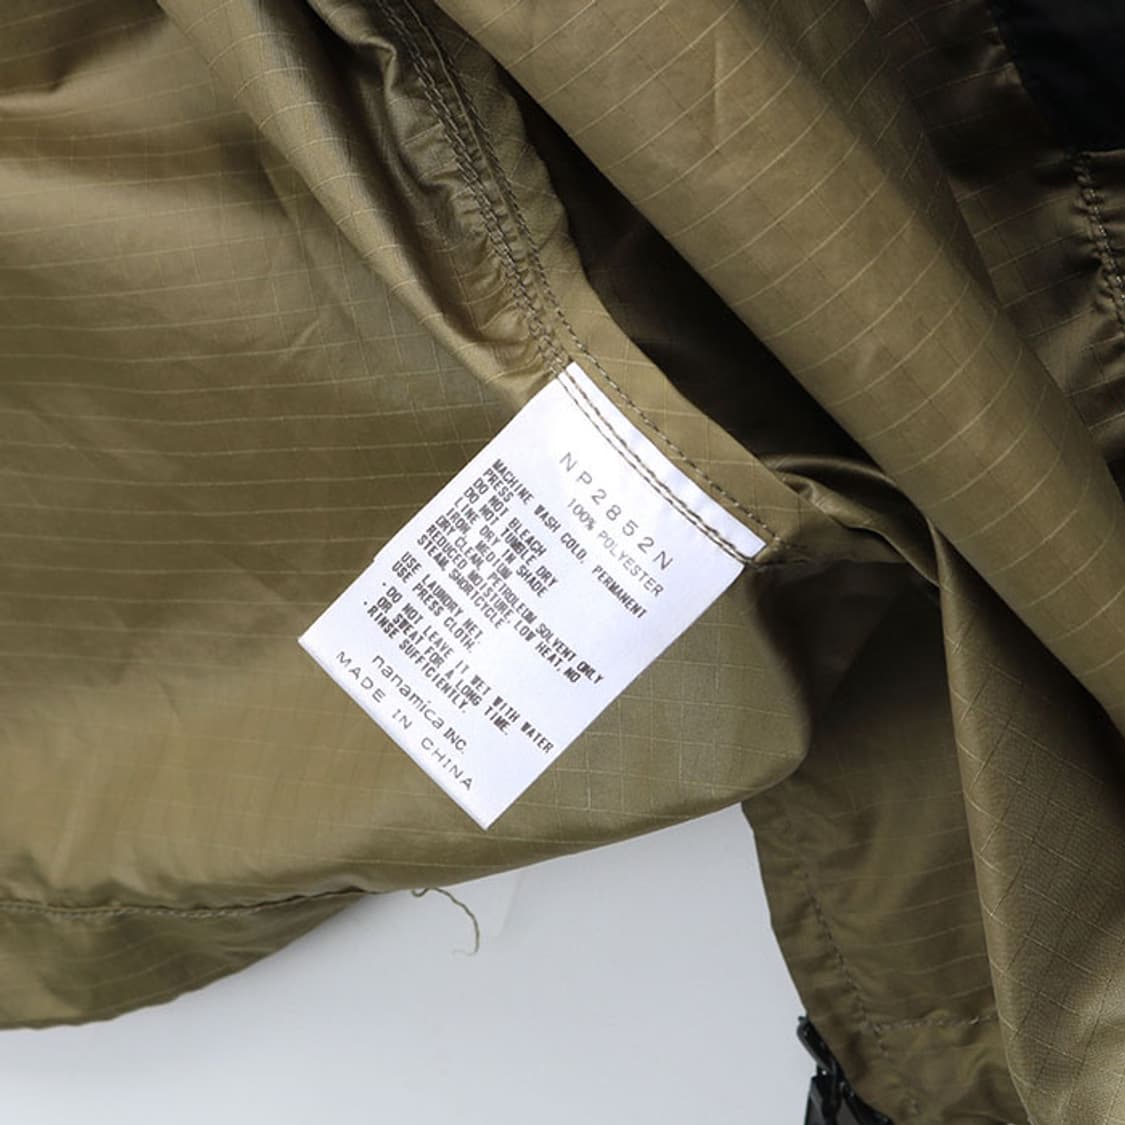 NP2852N
100% POLYESTER
MACHINE WASH COLD, PERMANENT
PRESS
DO NOT BLEACH
DO NOT TUMBLE DRY
LINE DRY IN SHADE
IRON MEDIUM
DRY CLEAN, PETROLEUM SOLVENT ONLY
REDUCED MOISTURE, LOW HEAT, NO
STEAM, SHORTCYCLE
USE LAUNDRY NET.
USE PRESS CLOTH.
・DO NOT LEAVE IT WET WITH WATER
OR SWEAT FOR A LONG TIME.
・RINSE SUFFICIENTLY.
nanamica INC.
MADE IN CHINA